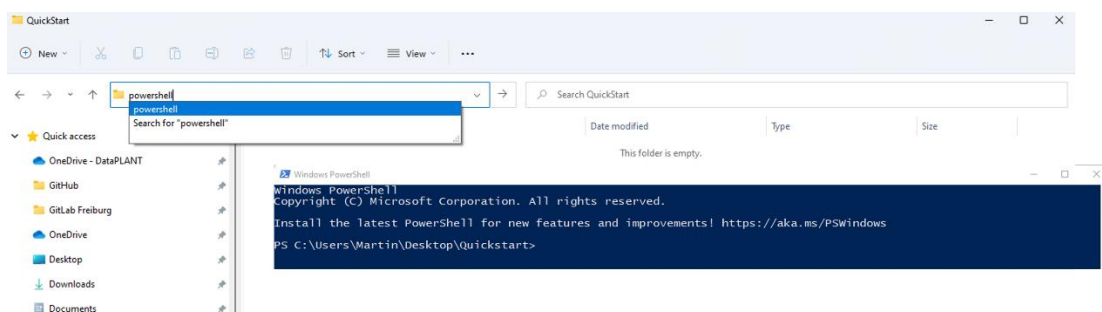 QuickStart
New
Sort
View
powershell
Search QuickStart
powershell
Search for "powershell"
Date modified
Type
Size
This folder is empty.
Quick access
OneDrive - DataPLANT
GitHub
GitLab Freiburg
OneDrive
Desktop
Downloads
Documents
Windows PowerShell
Windows PowerShell
Copyright (C) Microsoft Corporation. All rights reserved.
Install the latest PowerShell for new features and improvements! https://aka.ms/PSWindows
PS C:\Users\Martin\Desktop\Quickstart>